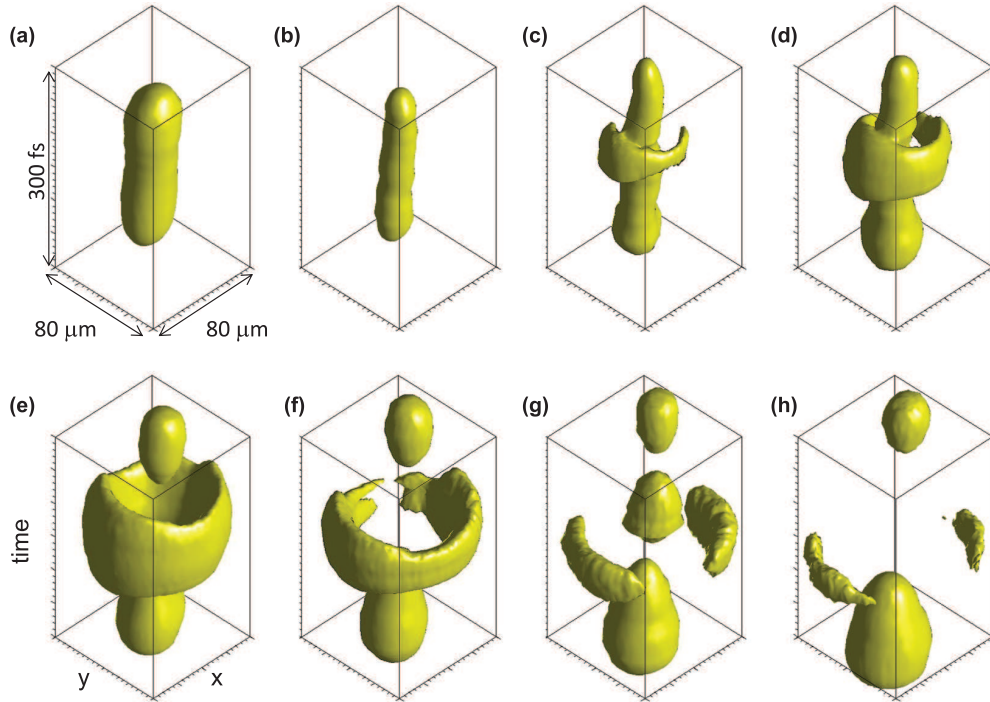 (a)
(b)
(c)
(d)
300 fs
80 μm
80 μm
(e)
(f)
(g)
(h)
time
y
x